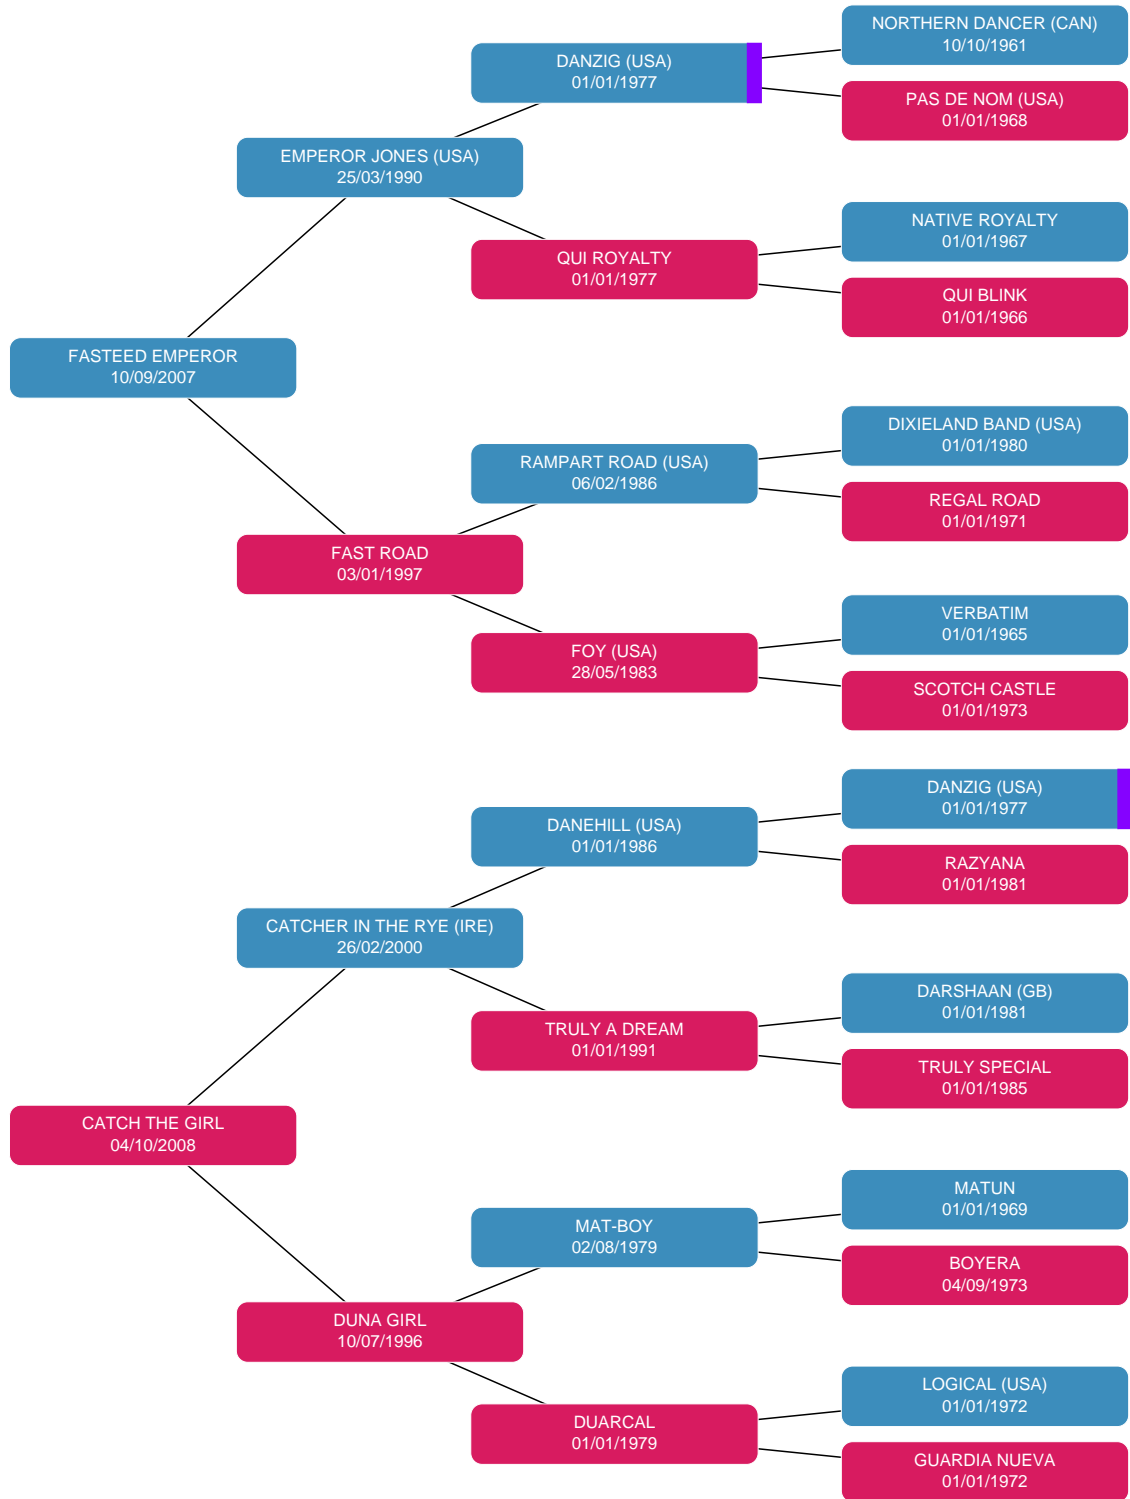 NORTHERN DANCER (CAN)
10/10/1961
DANZIG (USA)
01/01/1977
PAS DE NOM (USA)
01/01/1968
EMPEROR JONES (USA)
25/03/1990
NATIVE ROYALTY
01/01/1967
QUI ROYALTY
01/01/1977
QUI BLINK
01/01/1966
FASTEED EMPEROR
10/09/2007
DIXIELAND BAND (USA)
01/01/1980
RAMPART ROAD (USA)
06/02/1986
REGAL ROAD
01/01/1971
FAST ROAD
03/01/1997
VERBATIM
01/01/1965
FOY (USA)
28/05/1983
SCOTCH CASTLE
01/01/1973
DANZIG (USA)
01/01/1977
DANEHILL (USA)
01/01/1986
RAZYANA
01/01/1981
CATCHER IN THE RYE (IRE)
26/02/2000
DARSHAAN (GB)
01/01/1981
TRULY A DREAM
01/01/1991
TRULY SPECIAL
01/01/1985
CATCH THE GIRL
04/10/2008
MATUN
01/01/1969
MAT-BOY
02/08/1979
BOYERA
04/09/1973
DUNA GIRL
10/07/1996
LOGICAL (USA)
01/01/1972
DUARCAL
01/01/1979
GUARDIA NUEVA
01/01/1972